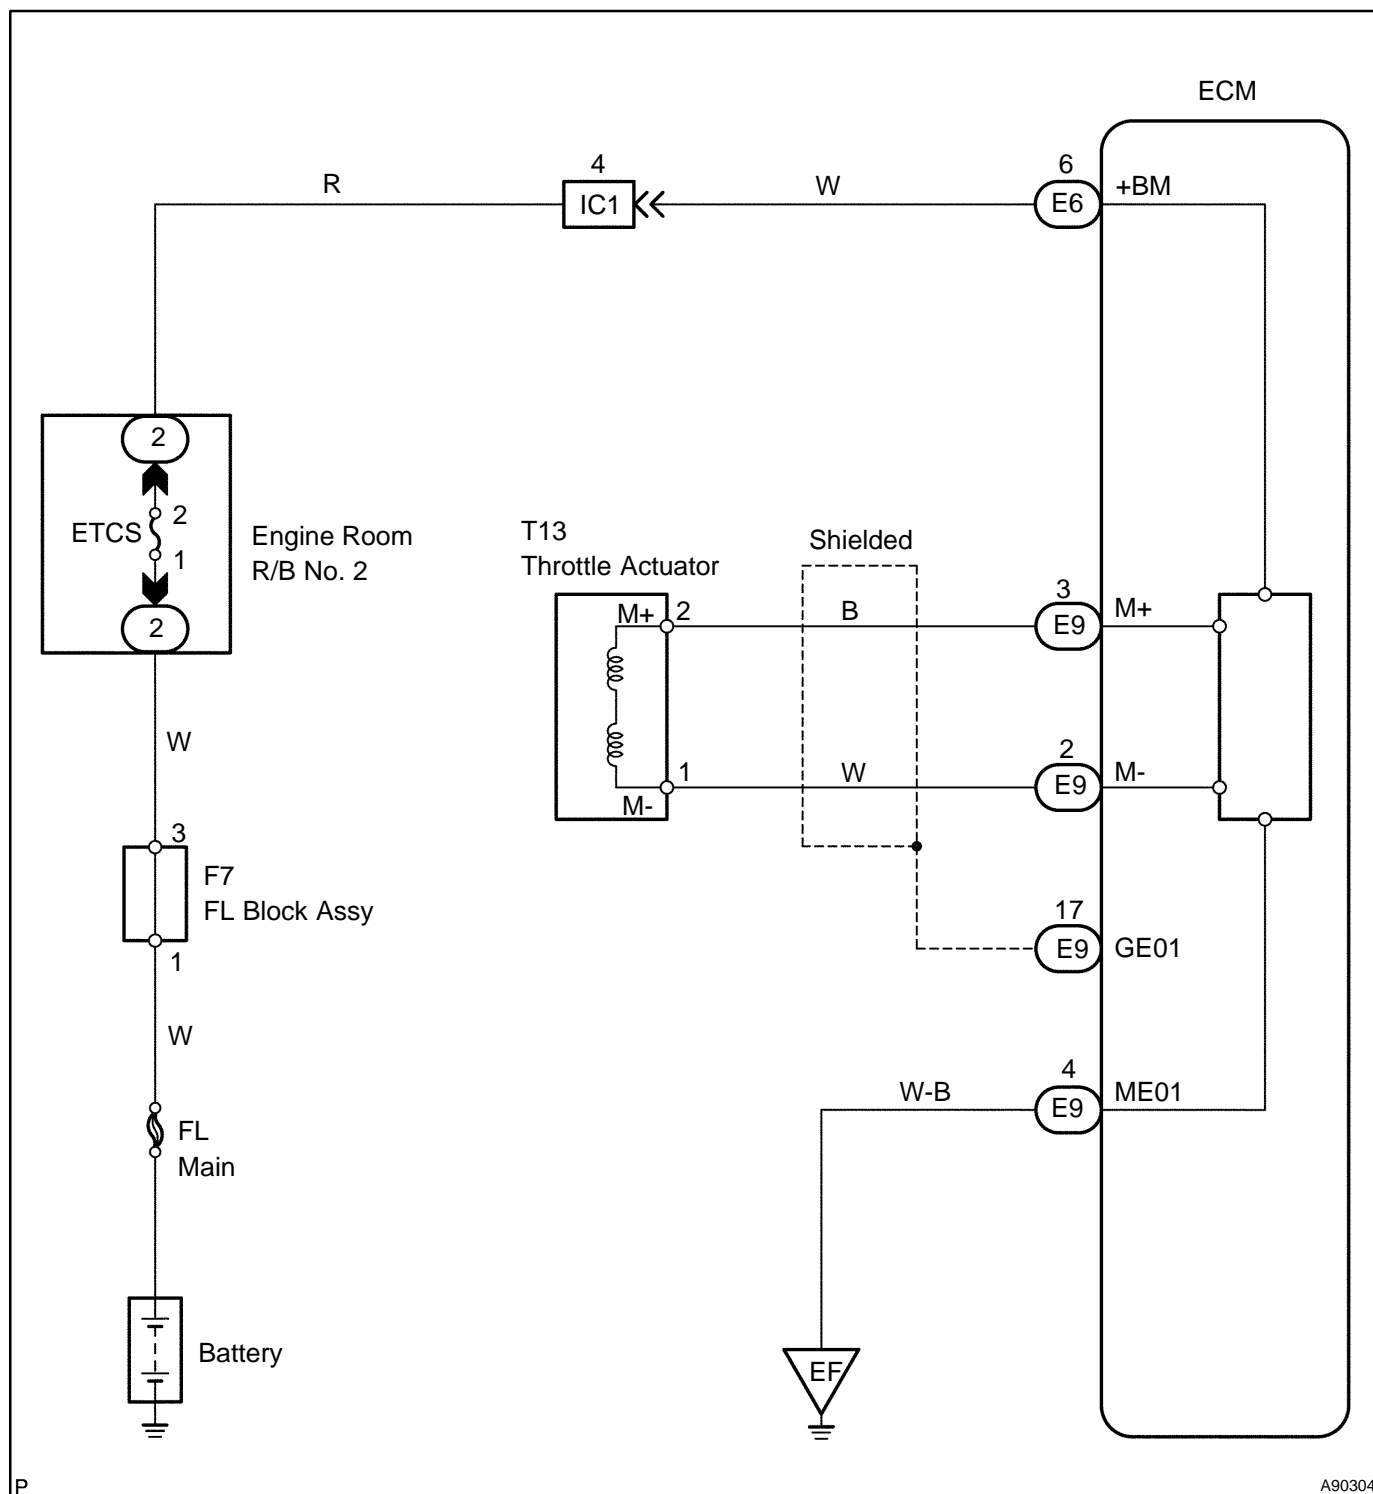 ECM
4
6
R
IC1
W
E6
+BM
2
ETCS
2
1
2
Engine Room
R/B No. 2
T13
Throttle Actuator
Shielded
M+
2
B
3
E9
M+
M-
1
W
2
E9
M-
W
3
F7
FL Block Assy
1
17
E9
GE01
W
FL
Main
W-B
4
E9
ME01
Battery
EF
P
A90304